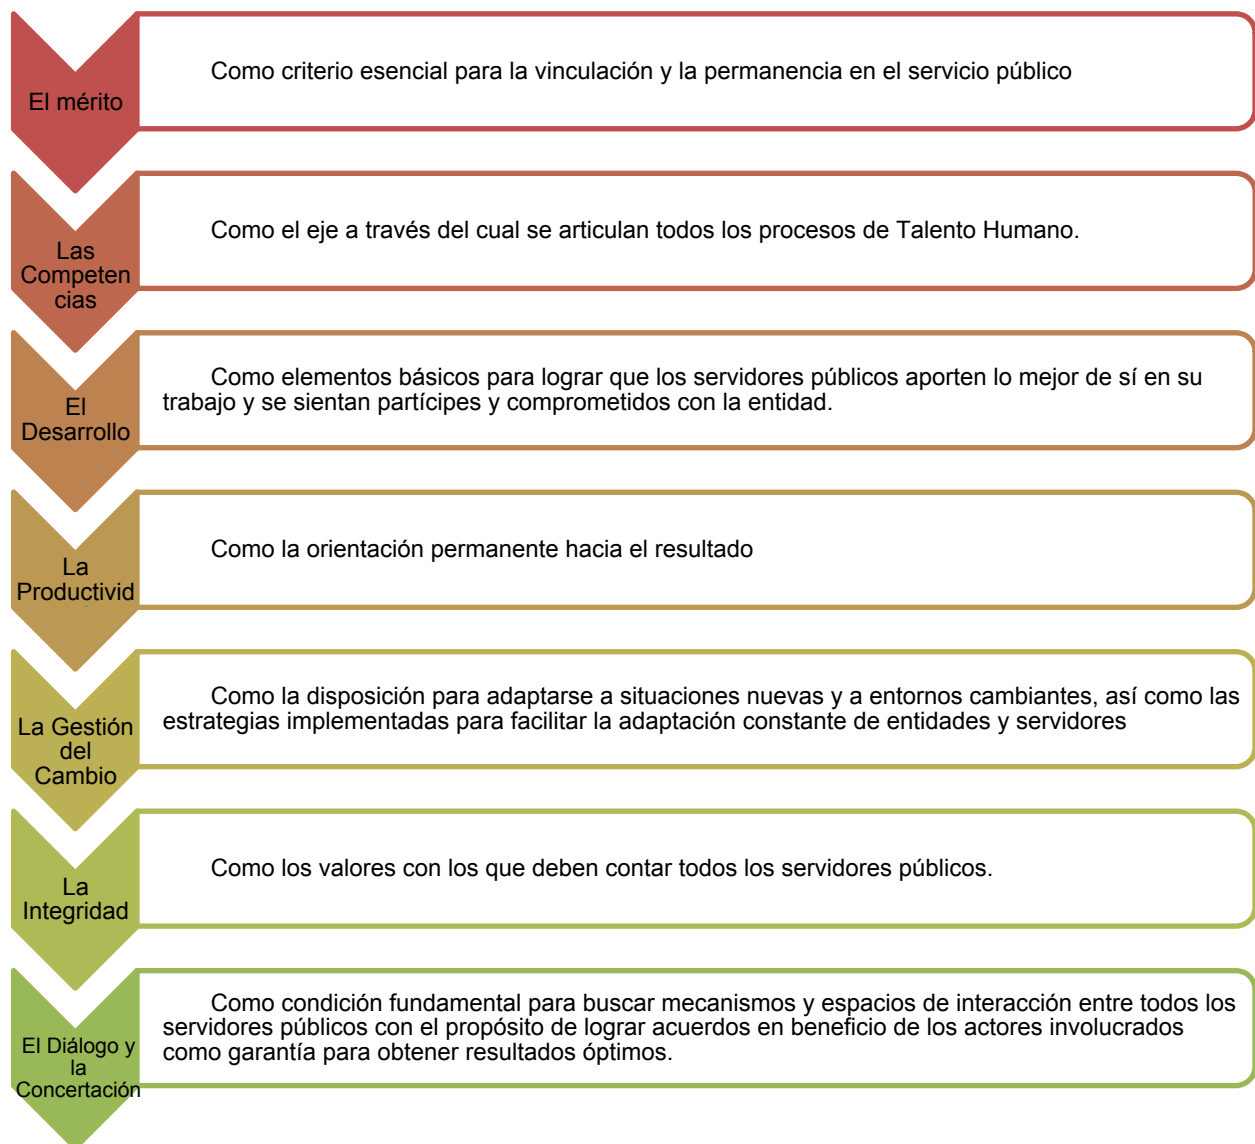 El mérito
Como criterio esencial para la vinculación y la permanencia en el servicio público
Las
Competen
cias
Como el eje a través del cual se articulan todos los procesos de Talento Humano.
El
Desarrollo
Como elementos básicos para lograr que los servidores públicos aporten lo mejor de sí en su
trabajo y se sientan partícipes y comprometidos con la entidad.
La
Productivid
Como la orientación permanente hacia el resultado
La Gestión
del
Cambio
Como la disposición para adaptarse a situaciones nuevas y a entornos cambiantes, así como las
estrategias implementadas para facilitar la adaptación constante de entidades y servidores
La
Integridad
Como los valores con los que deben contar todos los servidores públicos.
El Diálogo y
la
Concertación
Como condición fundamental para buscar mecanismos y espacios de interacción entre todos los
servidores públicos con el propósito de lograr acuerdos en beneficio de los actores involucrados
como garantía para obtener resultados óptimos.